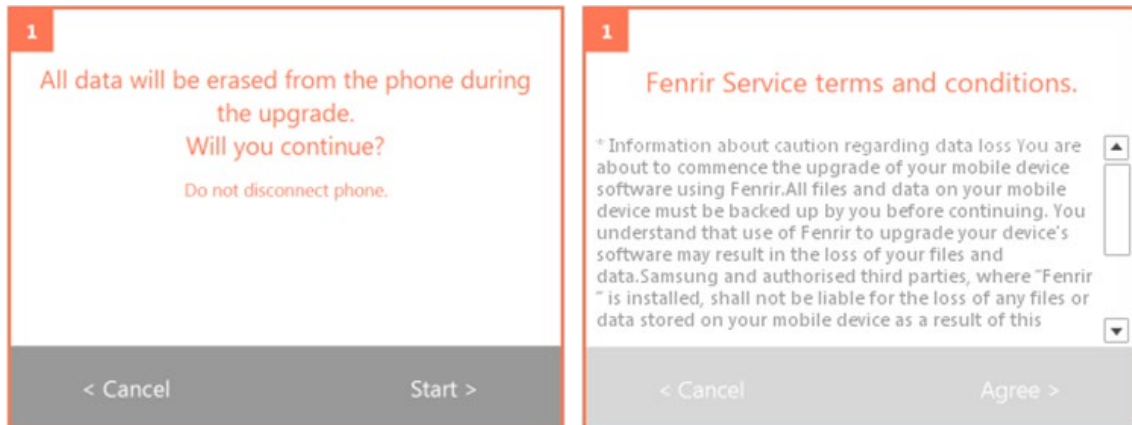 1
All data will be erased from the phone during
the upgrade.
Will you continue?
Do not disconnect phone.
< Cancel
Start >
1
Fenrir Service terms and conditions.
* Information about caution regarding data loss You are
about to commence the upgrade of your mobile device
software using Fenrir.All files and data on your mobile
device must be backed up by you before continuing. You
understand that use of Fenrir to upgrade your device's
software may result in the loss of your files and
data.Samsung and authorised third parties, where "Fenrir
" is installed, shall not be liable for the loss of any files or
data stored on your mobile device as a result of this
< Cancel
Agree >